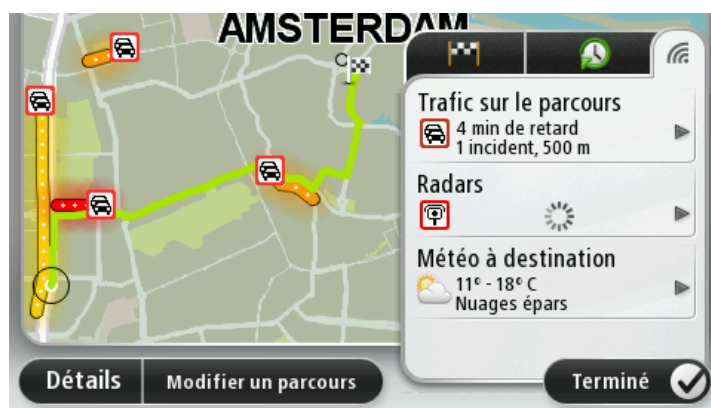 AMSTERDAM
Trafic sur le parcours
4 min de retard
1 incident, 500 m
Radars
Météo à destination
11° - 18° C
Nuages épars
Détails
Modifier un parcours
Terminé